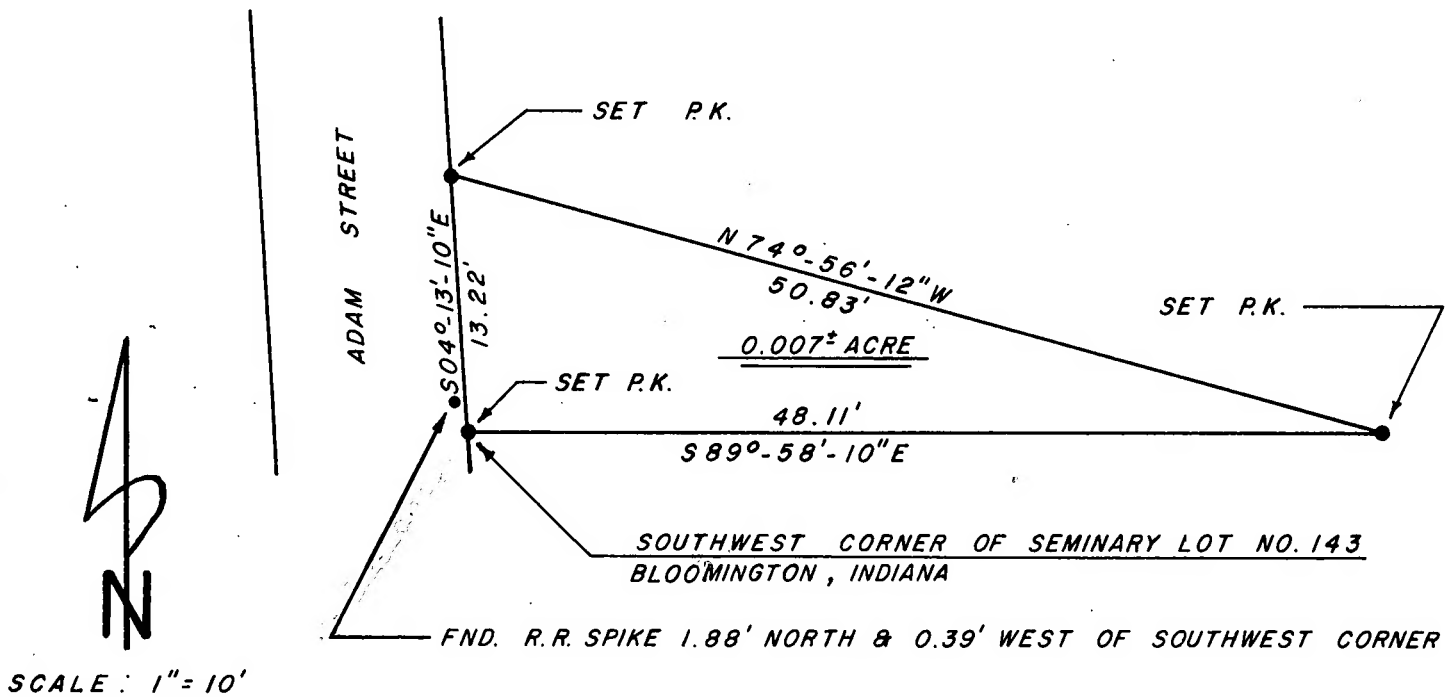 SET P.K.
ADAM STREET
S04°-13'-10"E
13.22'
N 74°-56'-12"W
50.83'
SET P.K.
0.007± ACRE
SET P.K.
48.11'
S89°-58'-10"E
SOUTHWEST CORNER OF SEMINARY LOT NO. 143
BLOOMINGTON, INDIANA
N
FND. R.R. SPIKE 1.88' NORTH & 0.39' WEST OF SOUTHWEST CORNER
SCALE: 1"=10'